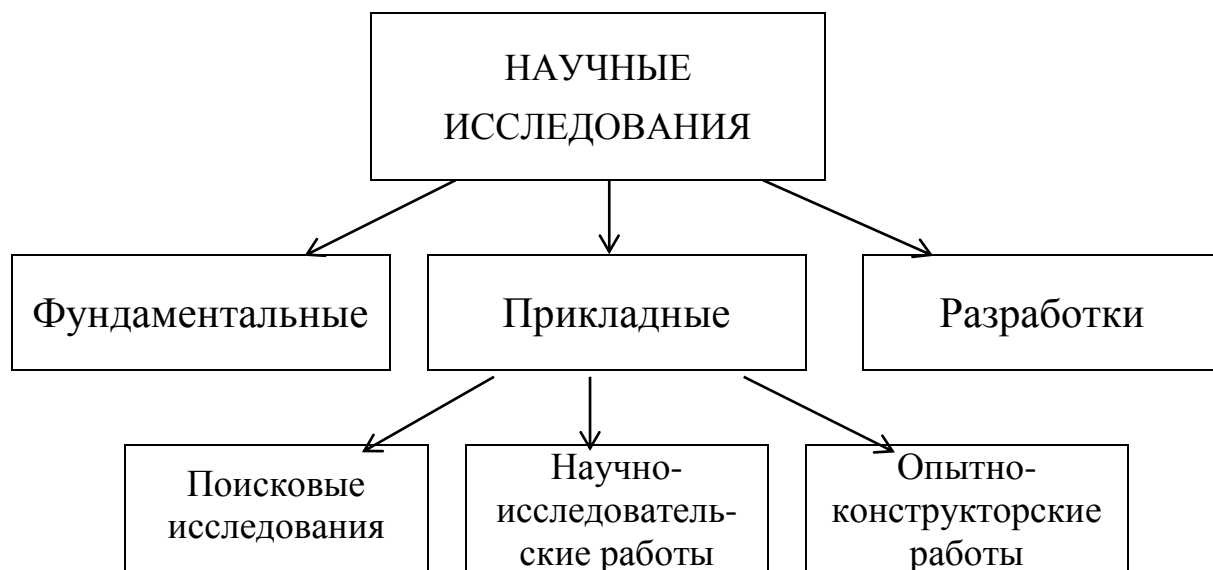 НАУЧНЫЕ
ИССЛЕДОВАНИЯ
Фундаментальные
Прикладные
Разработки
Поисковые
исследования
Научно-
исследователь-
ские работы
Опытно-
конструкторские
работы